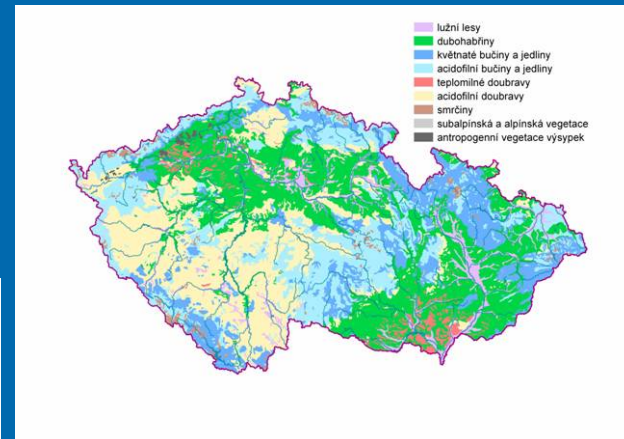 lužní lesy
dubohabřiny
květnaté bučiny a jedliny
acidofilní bučiny a jedliny
teplomilné doubravy
acidofilní doubravy
smrčiny
subalpínská a alpínská vegetace
antropogenní vegetace výsypek